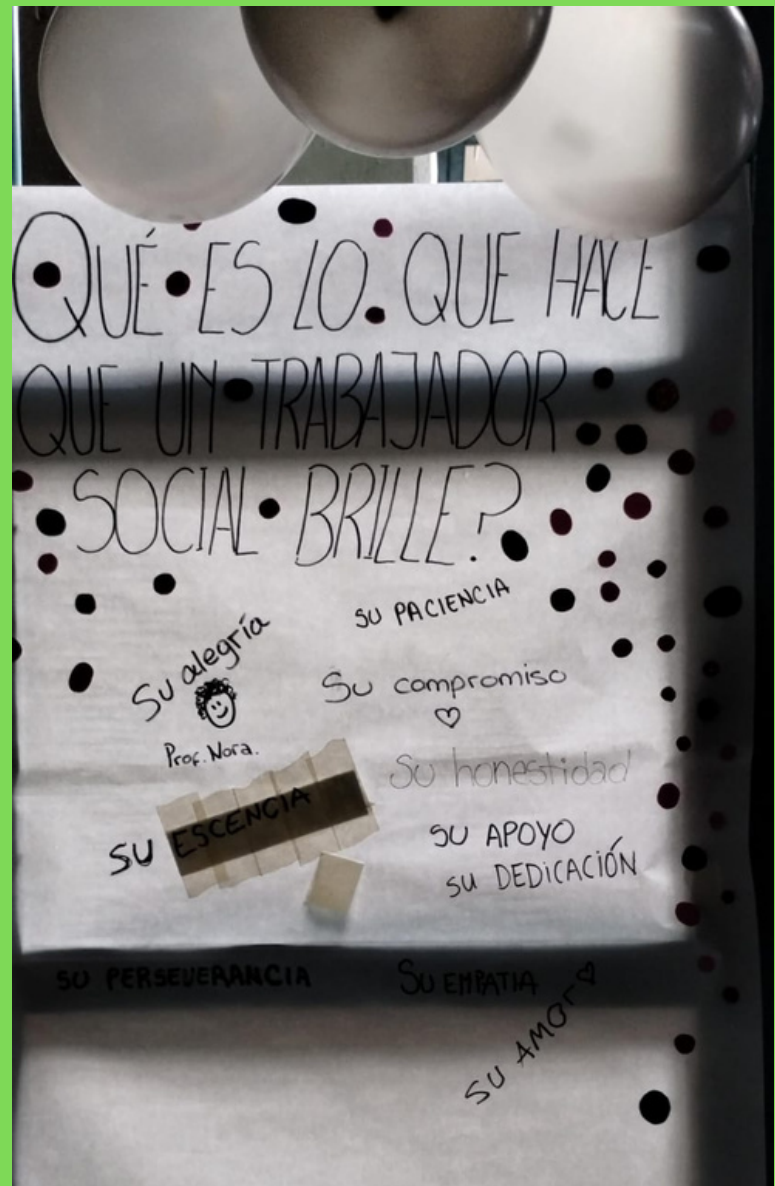 QUÉ ES LO QUE HACE
QUE UN TRABAJADOR
SOCIAL BRILLE?
SU PACIENCIA
Su alegría
Prof. Nora.
Su compromiso
Su honestidad
SU ESCENCIA
SU APOYO
SU DEDICACIÓN
SU PERSEVERANCIA
SU EMPATIA
SU AMOR